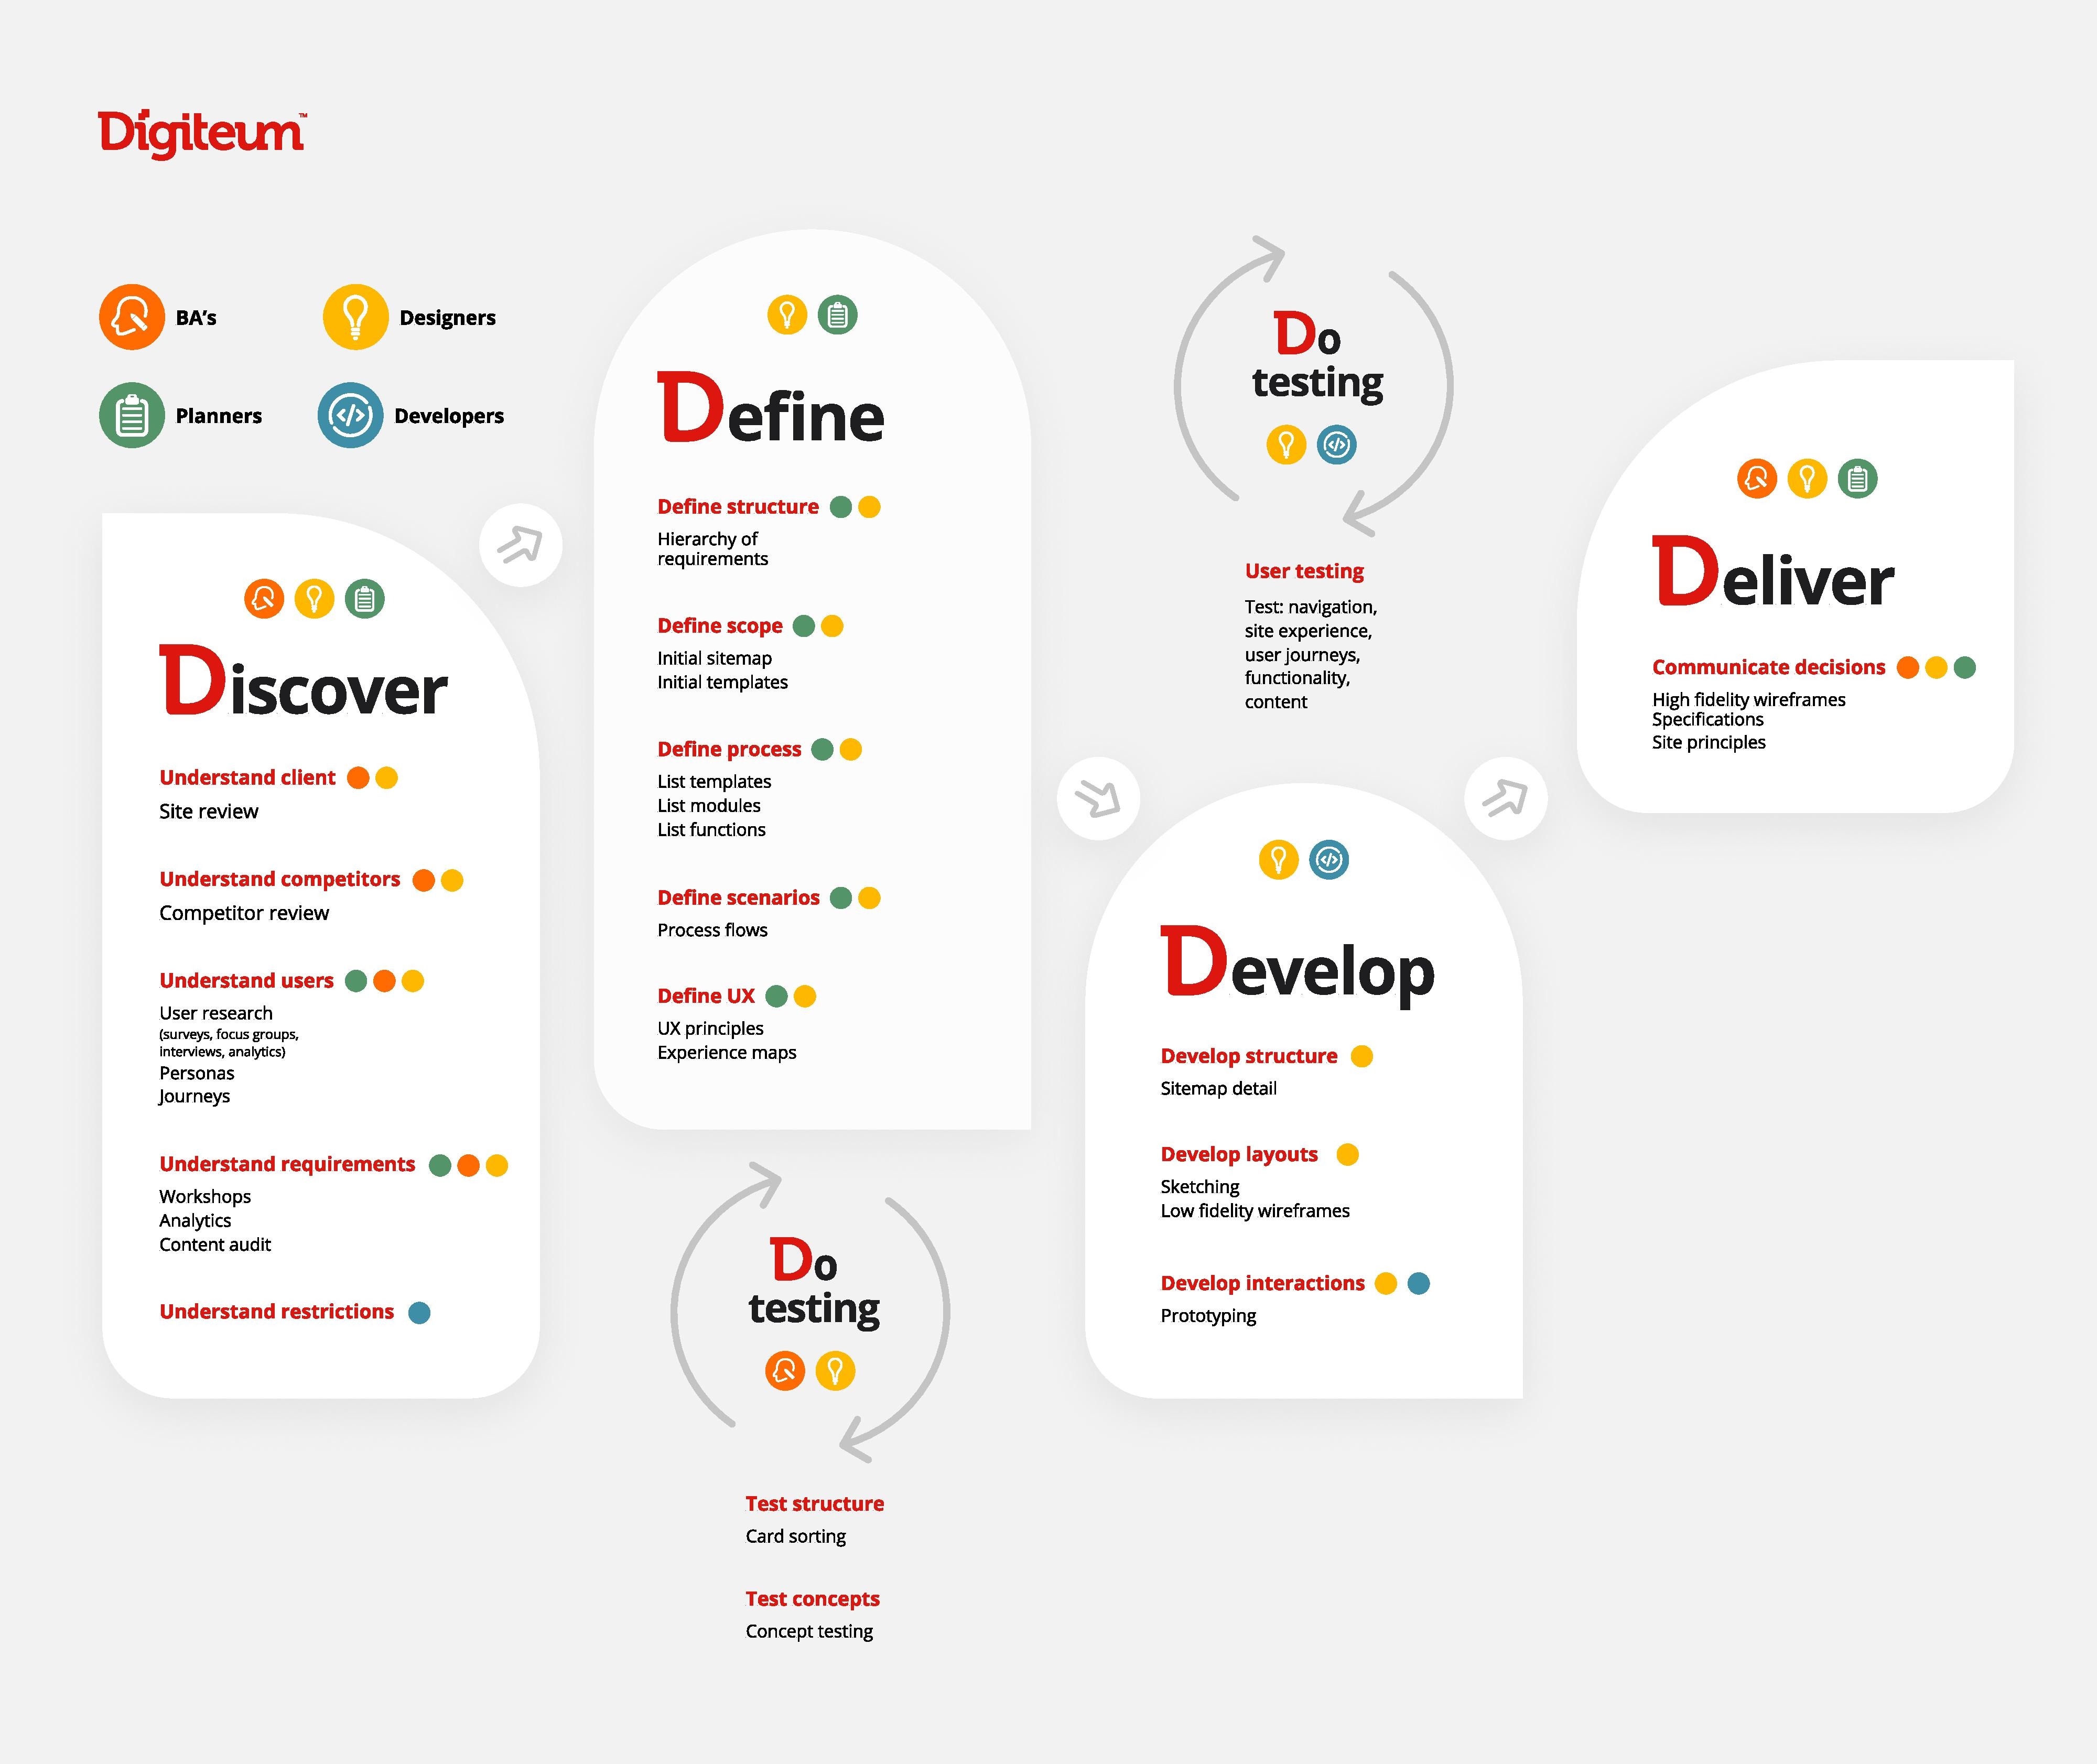 Digiteum™
BA's
Designers
Planners
Developers
Discover
Understand client
Site review
Understand competitors
Competitor review
Understand users
User research
(surveys, focus groups,
interviews, analytics)
Personas
Journeys
Understand requirements
Workshops
Analytics
Content audit
Understand restrictions
Define
Define structure
Hierarchy of
requirements
Define scope
Initial sitemap
Initial templates
Define process
List templates
List modules
List functions
Define scenarios
Process flows
Define UX
UX principles
Experience maps
Do
testing
Test structure
Card sorting
Test concepts
Concept testing
Do
testing
User testing
Test: navigation,
site experience,
user journeys,
functionality,
content
Develop
Develop structure
Sitemap detail
Develop layouts
Sketching
Low fidelity wireframes
Develop interactions
Prototyping
Deliver
Communicate decisions
High fidelity wireframes
Specifications
Site principles